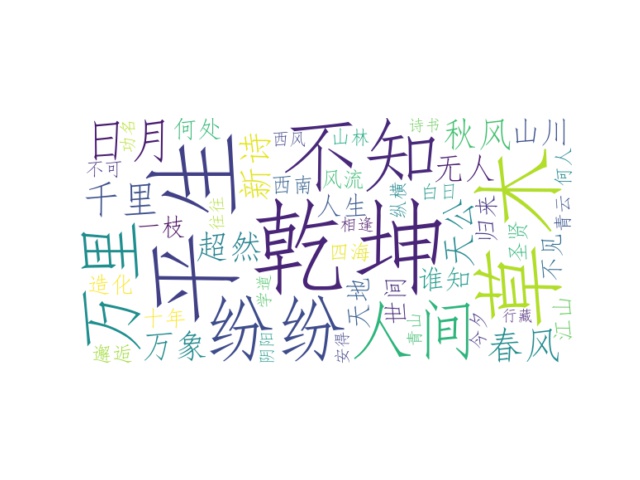 日月
功名
何处
西风
山林
诗书
秋风
山川
不可
平生
新诗
不知
无人
草木
何人
千里
往往
西南
风流
纵横
白日
一枝
人生
天公
归来
青云
万里
超然
乾坤
相逢
四海
谁知
圣贤
不见
造化
学道
天地
世间
十年
纷纷
人间
今夕
行藏
江山
邂逅
万象
阴阳
安得
青山
春风